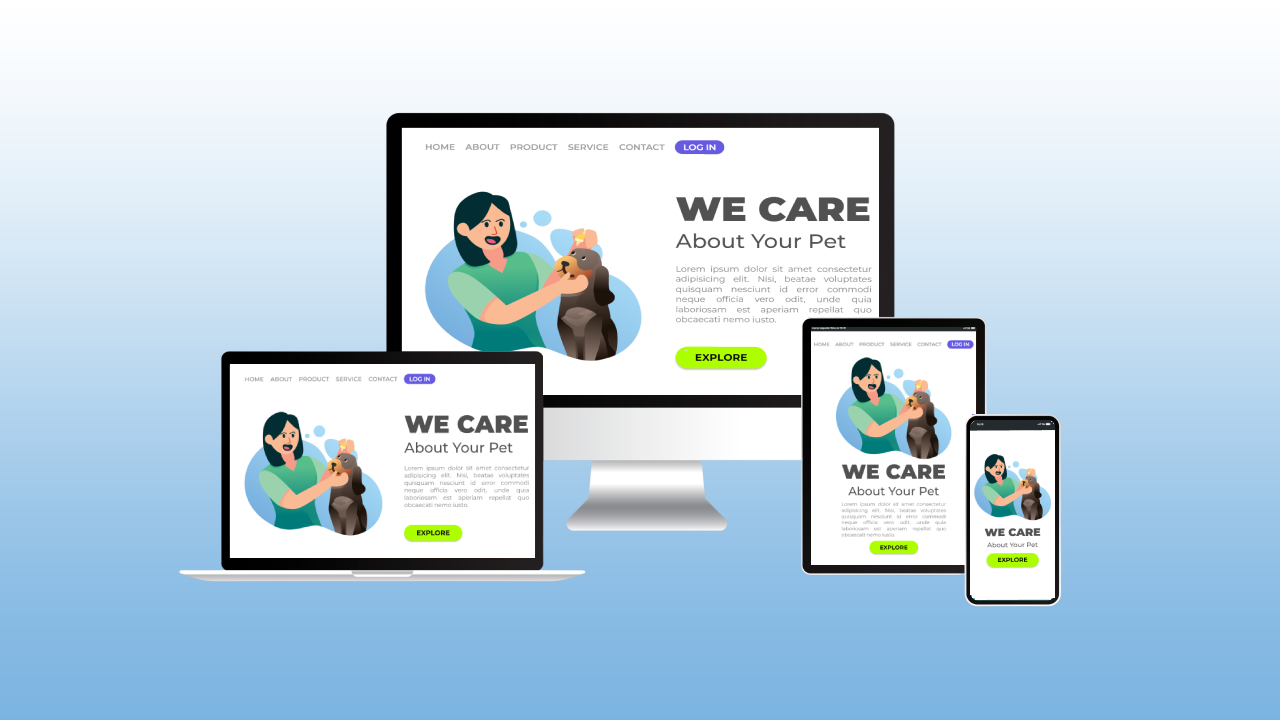 HOME ABOUT PRODUCT SERVICE CONTACT LOG IN
WE CARE
About Your Pet
Lorem ipsum dolor sit amet consectetur
adipisicing elit. Nisi, beatae voluptates
quisquam nesciunt id error commodi
neque officia vero odit, unde quia
laboriosam est aperiam repellat quo
obcaecati nemo iusto.
EXPLORE
HOME ABOUT PRODUCT SERVICE CONTACT LOG IN
WE CARE
About Your Pet
Lorem ipsum dolor sit amet consectetur
adipisicing elit. Nisi, beatae voluptates
quisquam nesciunt id error commodi
neque officia vero odit, unde quia
laboriosam est aperiam repellat quo
obcaecati nemo iusto.
EXPLORE
HOME ABOUT PRODUCT SERVICE CONTACT LOG IN
WE CARE
About Your Pet
Lorem ipsum dolor sit amet consectetur
adipisicing elit. Nisi, beatae voluptates
quisquam nesciunt id error commodi
neque officia vero odit, unde quia
laboriosam est aperiam repellat quo
obcaecati nemo iusto.
EXPLORE
WE CARE
About Your Pet
EXPLORE